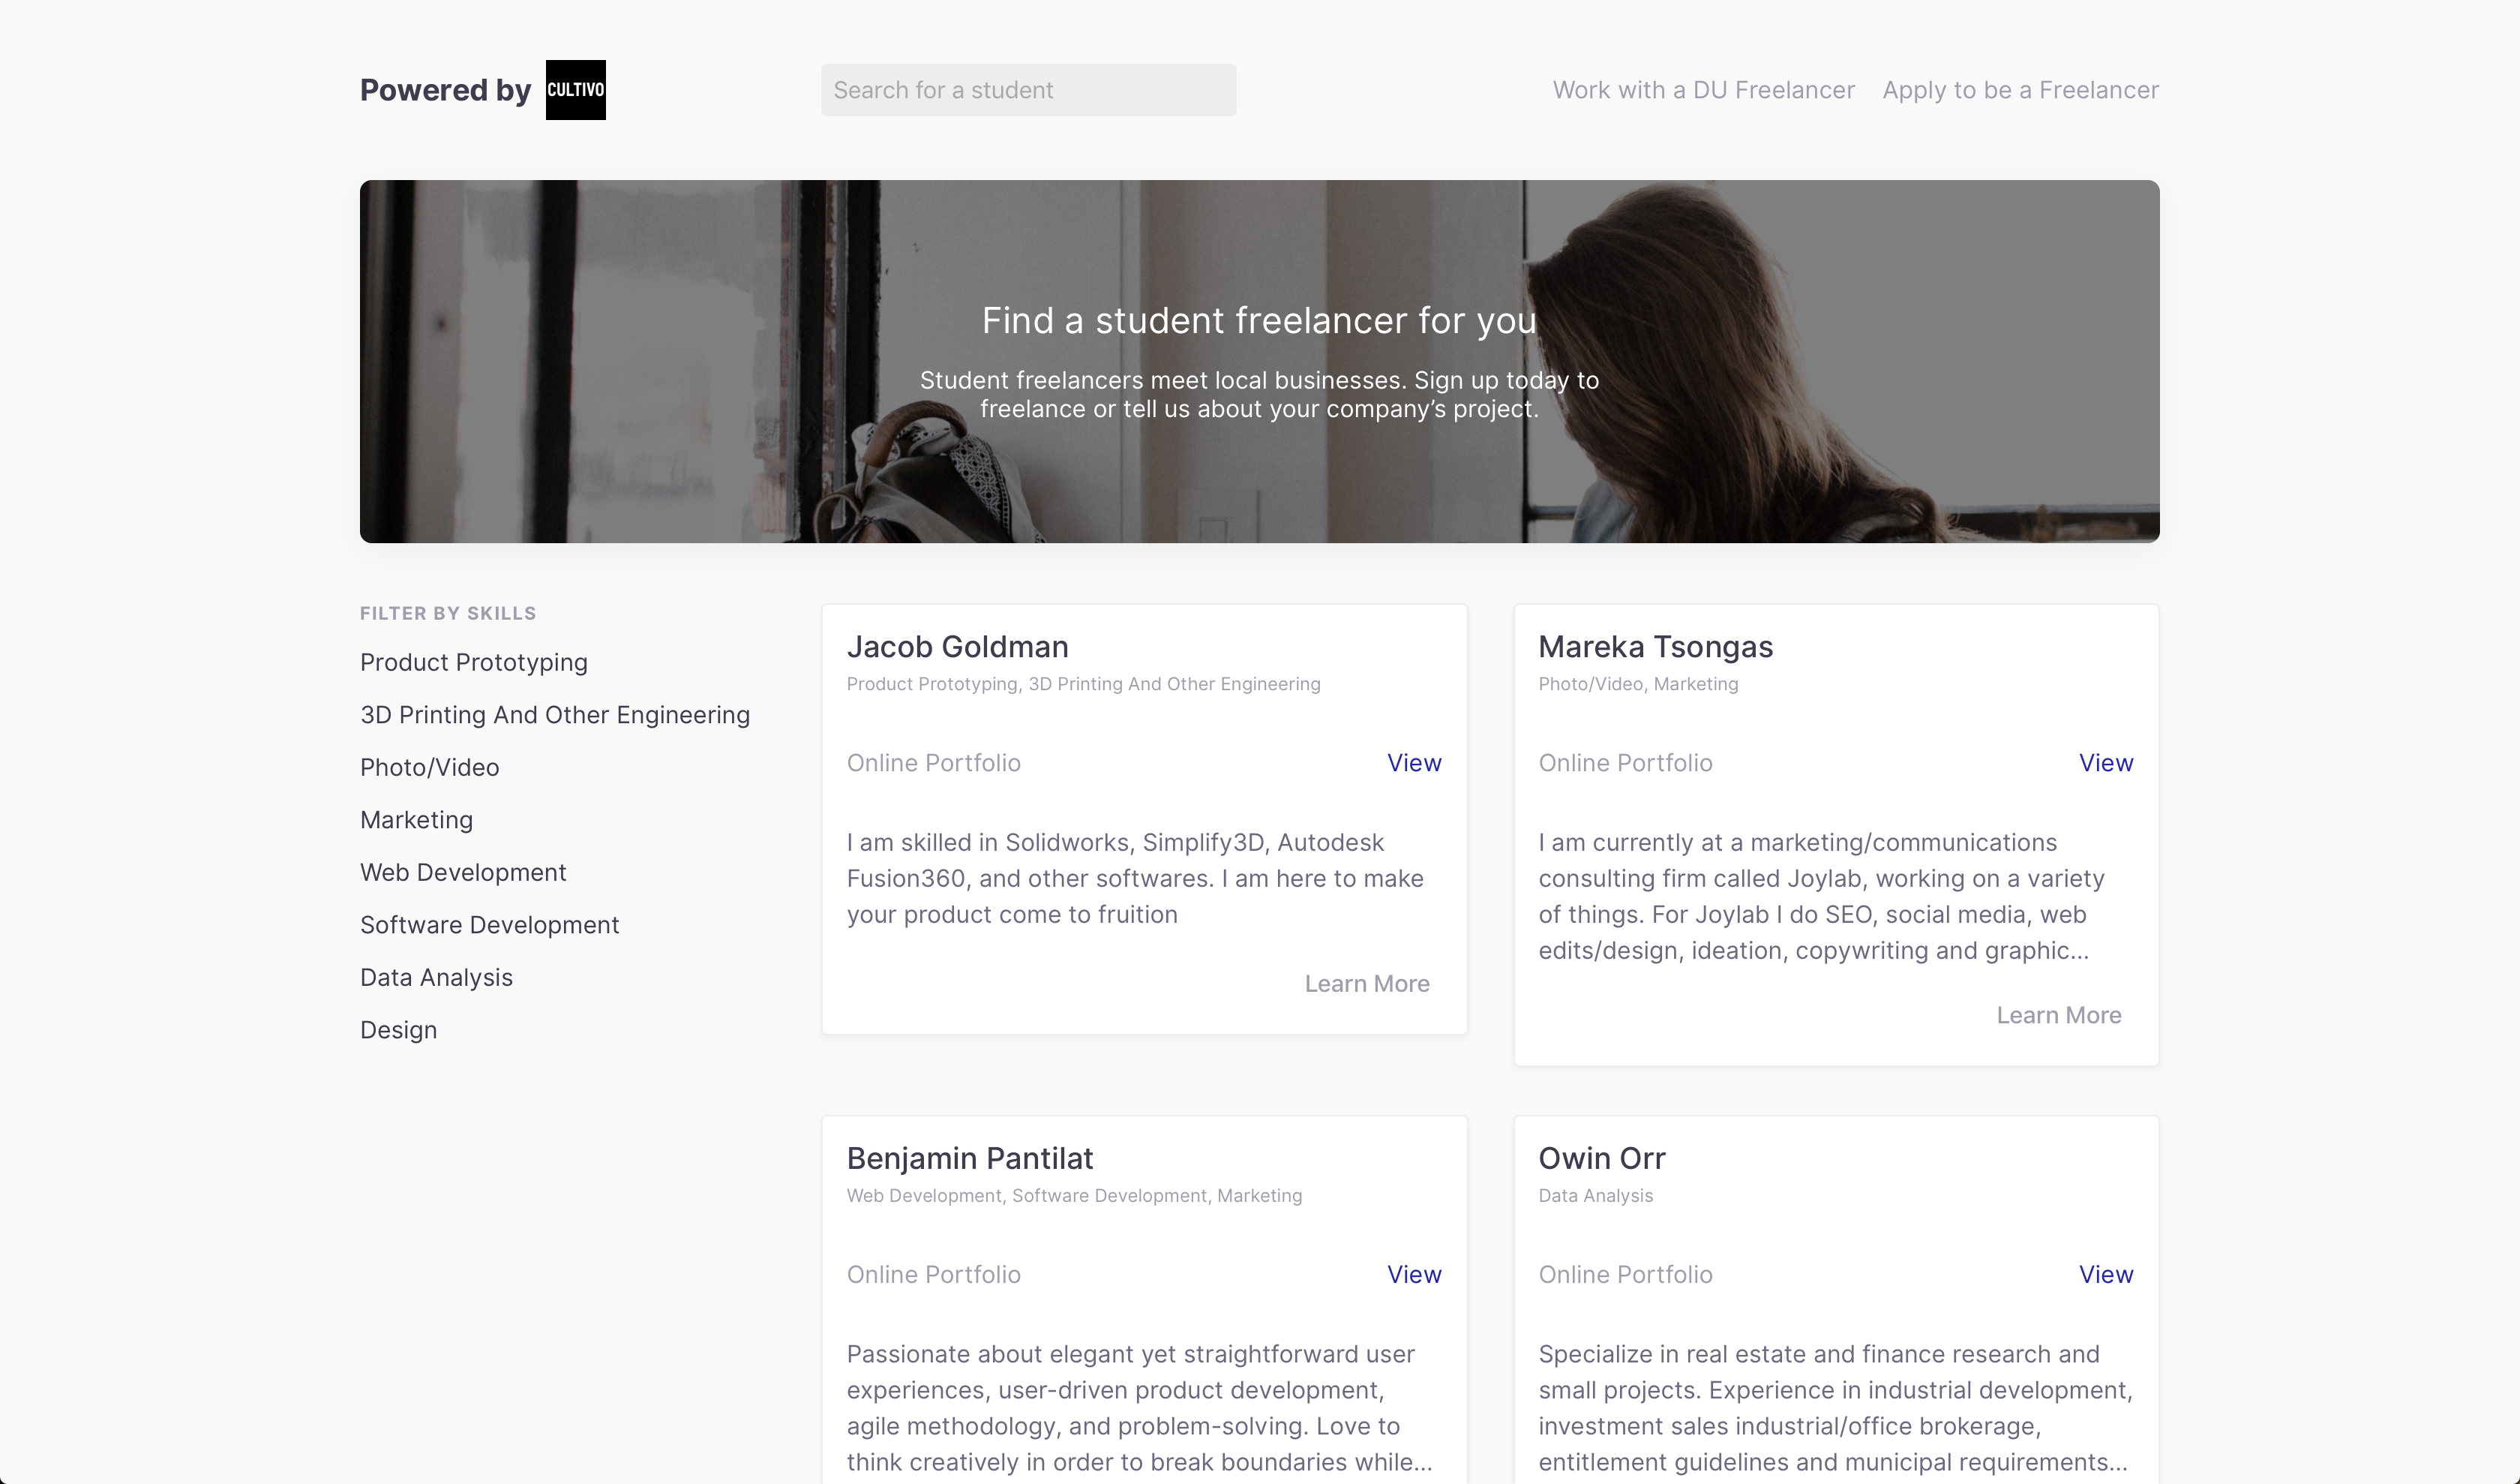 Powered by CULTIVO
Search for a student
Work with a DU Freelancer
Apply to be a Freelancer
Find a student freelancer for you
Student freelancers meet local businesses. Sign up today to
freelance or tell us about your company’s project.
FILTER BY SKILLS
Product Prototyping
3D Printing And Other Engineering
Photo/Video
Marketing
Web Development
Software Development
Data Analysis
Design
Jacob Goldman
Product Prototyping, 3D Printing And Other Engineering
Online Portfolio
View
I am skilled in Solidworks, Simplify3D, Autodesk
Fusion360, and other softwares. I am here to make
your product come to fruition
Learn More
Mareka Tsongas
Photo/Video, Marketing
Online Portfolio
View
I am currently at a marketing/communications
consulting firm called Joylab, working on a variety
of things. For Joylab I do SEO, social media, web
edits/design, ideation, copywriting and graphic...
Learn More
Benjamin Pantilat
Web Development, Software Development, Marketing
Online Portfolio
View
Passionate about elegant yet straightforward user
experiences, user-driven product development,
agile methodology, and problem-solving. Love to
think creatively in order to break boundaries while...
Owin Orr
Data Analysis
Online Portfolio
View
Specialize in real estate and finance research and
small projects. Experience in industrial development,
investment sales industrial/office brokerage,
entitlement guidelines and municipal requirements...